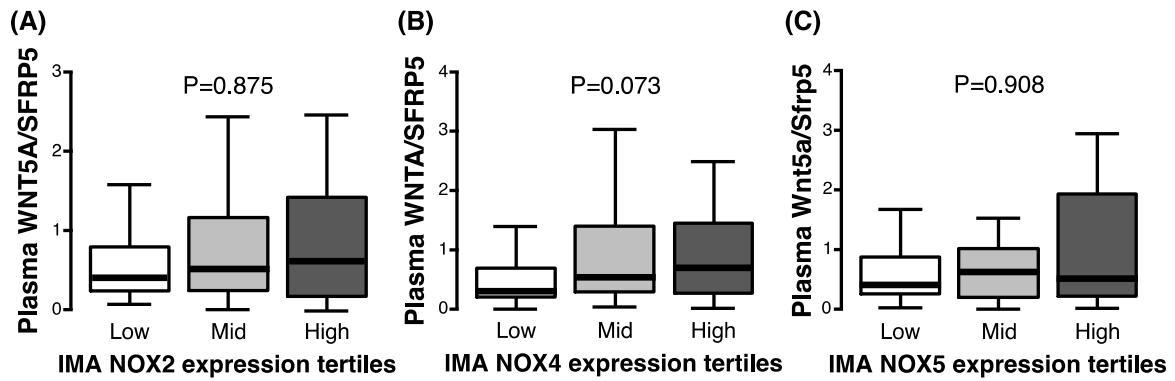 (A)
Plasma WNT5A/SFRP5
3
2
1
0
P=0.875
Low Mid High
IMA NOX2 expression tertiles
(B)
Plasma WNTA/SFRP5
4
3
2
1
0
P=0.073
Low Mid High
IMA NOX4 expression tertiles
(C)
Plasma Wnt5a/Sfrp5
4
3
2
1
0
P=0.908
Low Mid High
IMA NOX5 expression tertiles